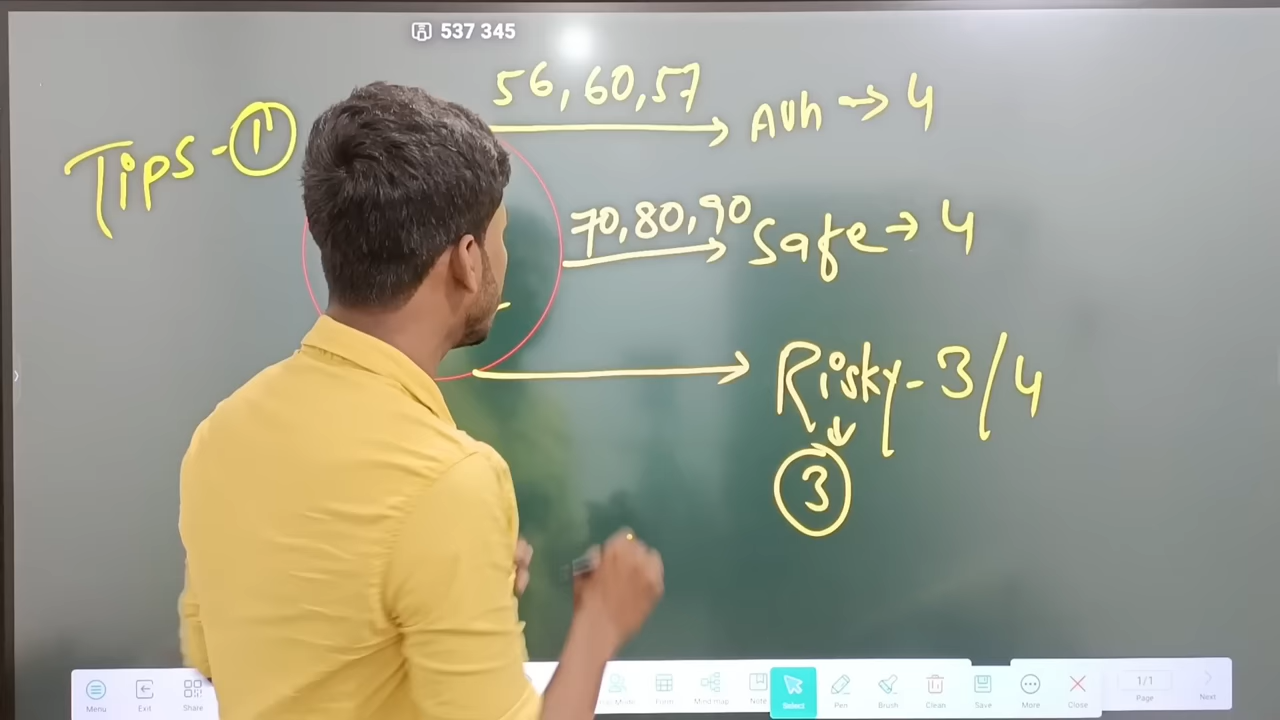 537 345
56, 60, 57
Tips - 1
Avh → 4
70, 80, 90
Safe → 4
Risky - 3/4
↓
3
Menu
Exit
Share
Form
Mind map
Note
Select
Pen
Brush
Clean
Save
More
Close
1/1
Page
Next